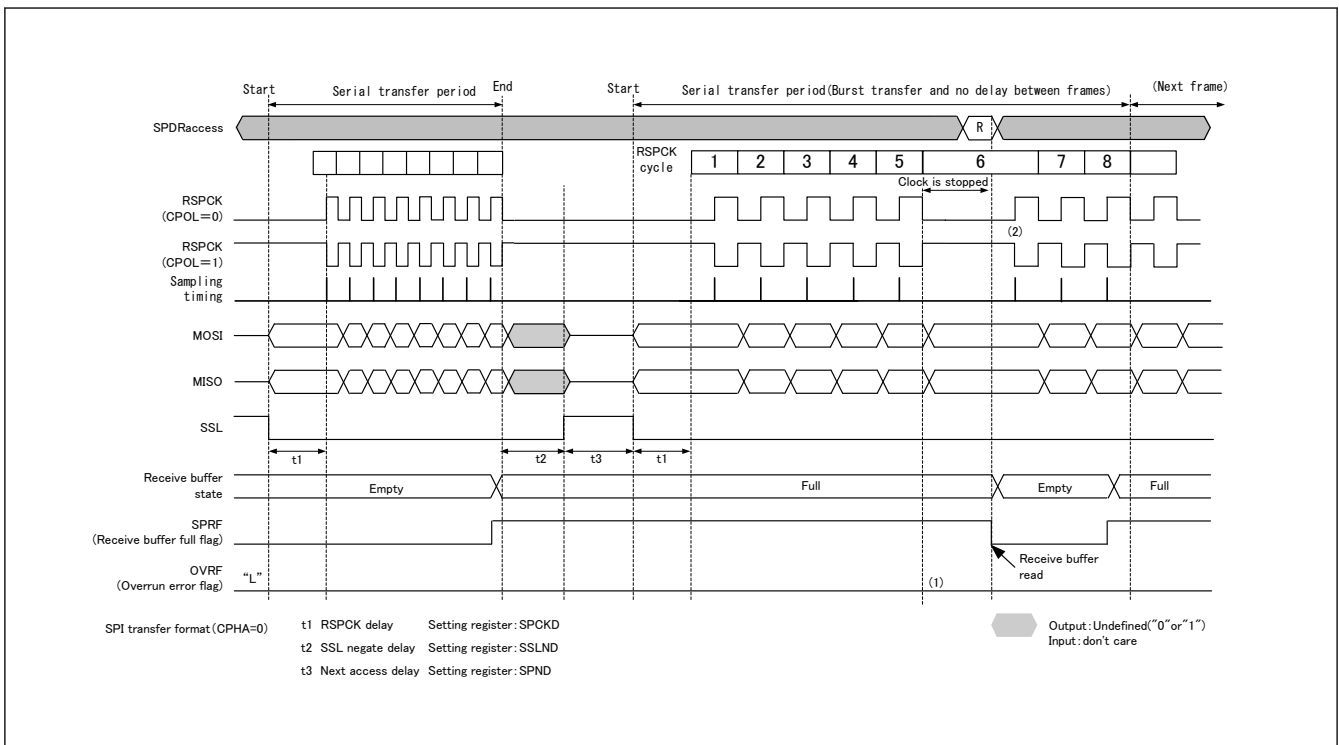 Start
Serial transfer period
End
Start
Serial transfer period(Burst transfer and no delay between frames)
(Next frame)
SPDRaccess
R
RSPCK
cycle
1 2 3 4 5 6 7 8
Clock is stopped
RSPCK
(CPOL=0)
(2)
RSPCK
(CPOL=1)
Sampling
timing
MOSI
MISO
SSL
t1
t2
t3
t1
Receive buffer
state
Empty
Full
Empty
Full
SPRF
(Receive buffer full flag)
Receive buffer
read
OVRF
(Overrun error flag)
"L"
(1)
SPI transfer format(CPHA=0)
t1 RSPCK delay Setting register:SPCKD
t2 SSL negate delay Setting register:SSLND
t3 Next access delay Setting register:SPND
Output:Undefined("0"or"1")
Input:don't care